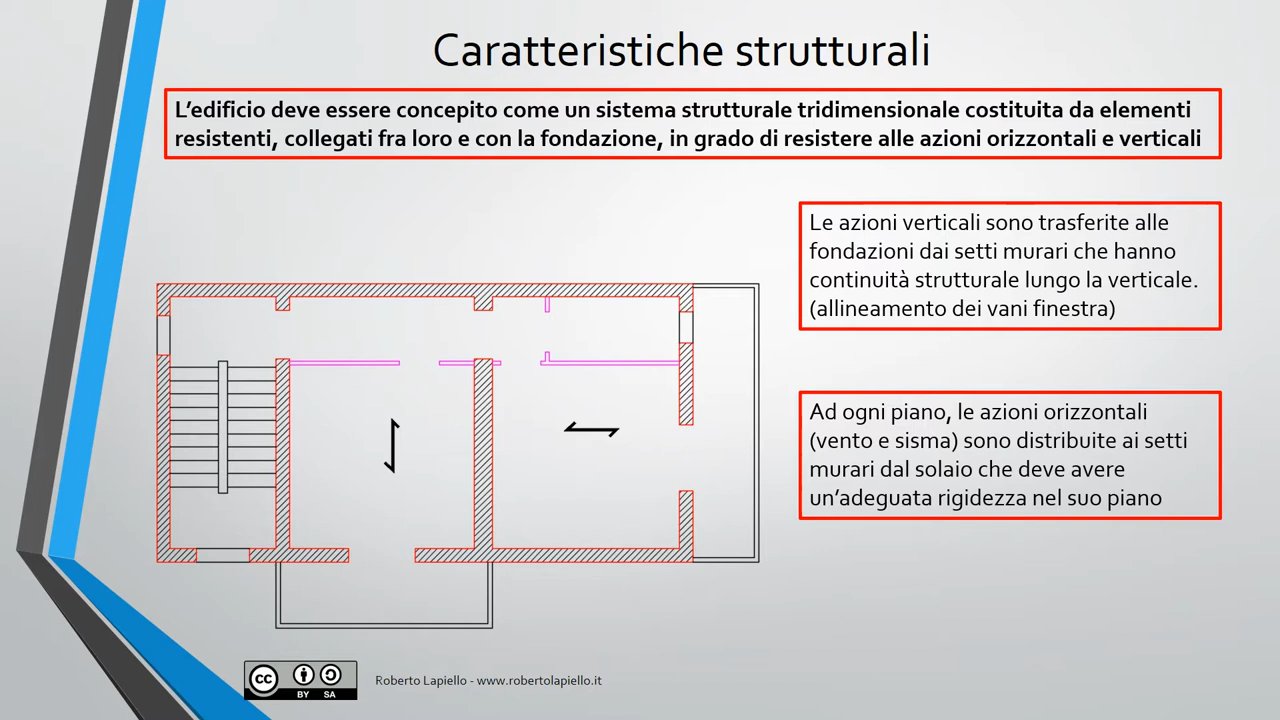 Caratteristiche strutturali
L’edificio deve essere concepito come un sistema strutturale tridimensionale costituita da elementi
resistenti, collegati fra loro e con la fondazione, in grado di resistere alle azioni orizzontali e verticali
Le azioni verticali sono trasferite alle
fondazioni dai setti murari che hanno
continuità strutturale lungo la verticale.
(allineamento dei vani finestra)
Ad ogni piano, le azioni orizzontali
(vento e sisma) sono distribuite ai setti
murari dal solaio che deve avere
un’adeguata rigidezza nel suo piano
cc BY SA
Roberto Lapiello - www.robertolapiello.it